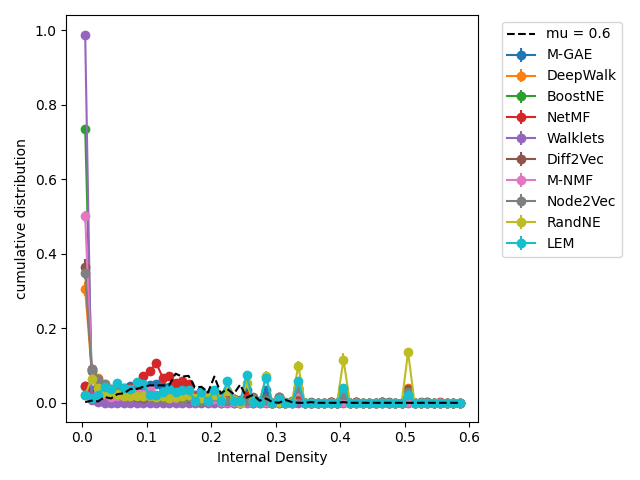 1.0
0.8
0.6
0.4
0.2
0.0
cumulative distribution
0.0 0.1 0.2 0.3 0.4 0.5 0.6
Internal Density
mu = 0.6
M-GAE
DeepWalk
BoostNE
NetMF
Walklets
Diff2Vec
M-NMF
Node2Vec
RandNE
LEM